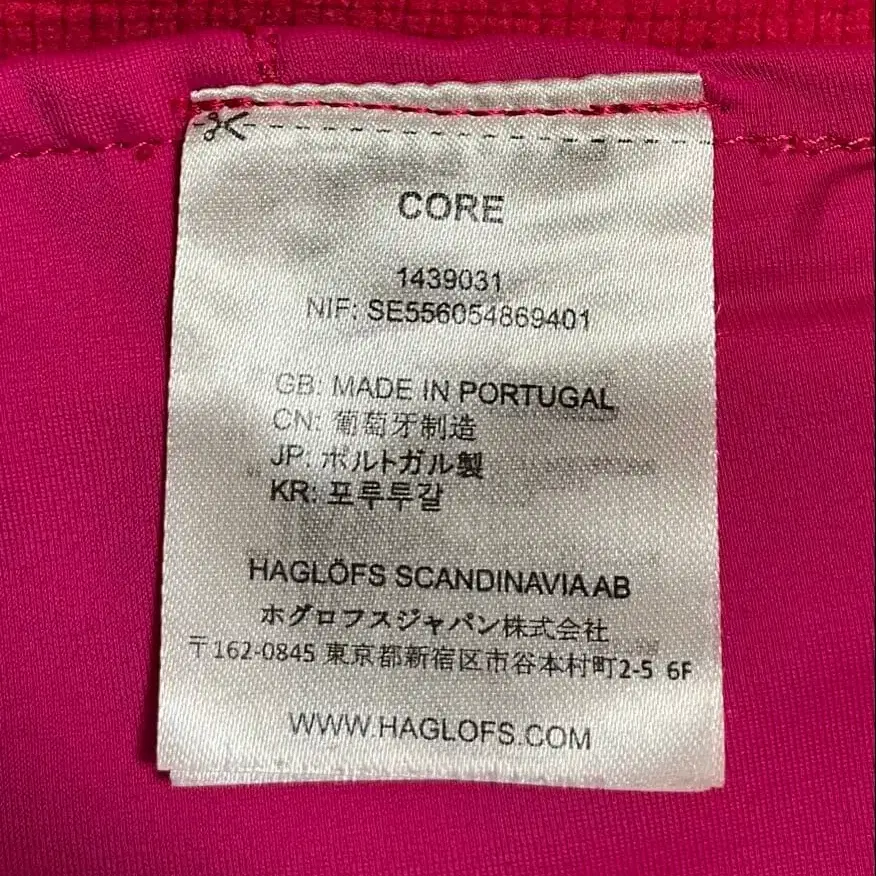 CORE
1439031
NIF: SE556054869401
GB: MADE IN PORTUGAL
CN: 葡萄牙制造
JP: ポルトガル製
KR: 포루투갈
HAGLÖFS SCANDINAVIA AB
ホグロフスジャパン株式会社
〒162-0845 東京都新宿区市谷本村町2-5 6F
WWW.HAGLOFS.COM